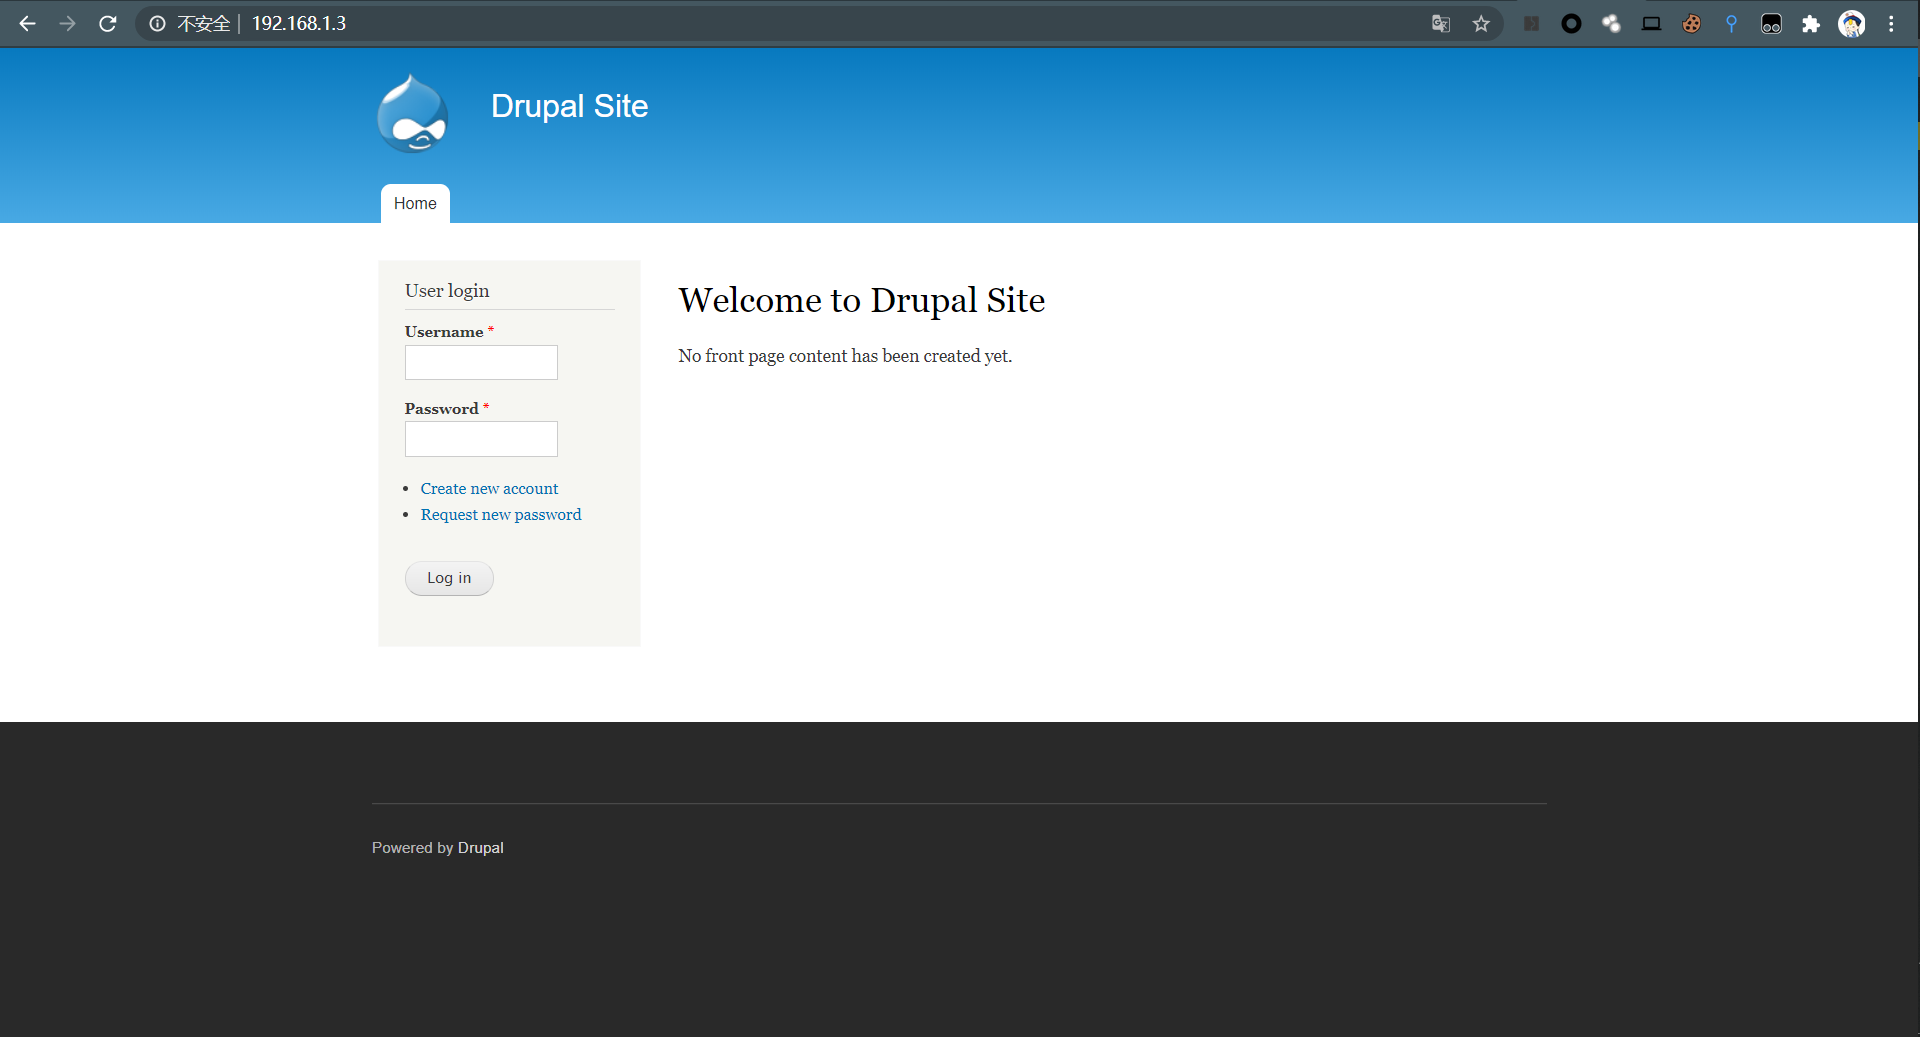 不安全 192.168.1.3
Drupal Site
Home
User login
Username *
Password *
Create new account
Request new password
Log in
Welcome to Drupal Site
No front page content has been created yet.
Powered by Drupal